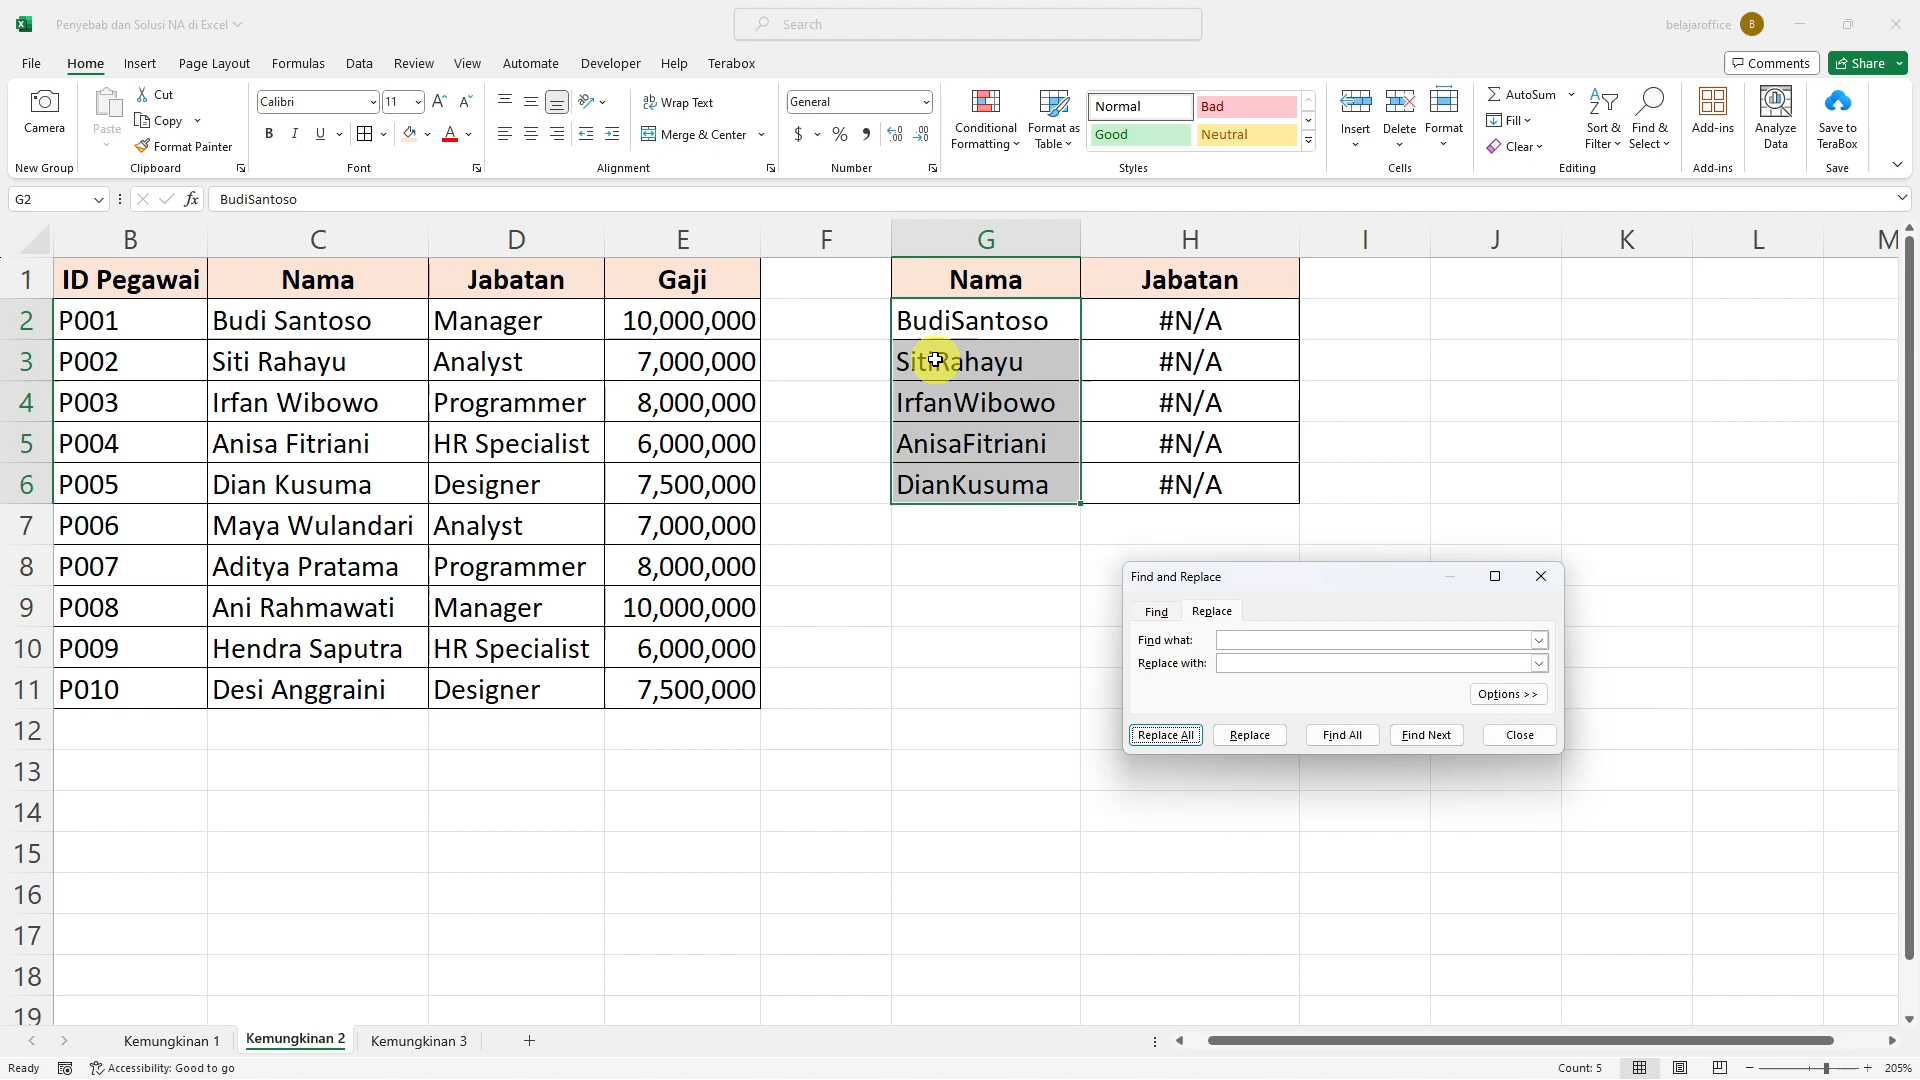 Penyebab dan Solusi NA di Excel
Search
belajaroffice
B
File Home Insert Page Layout Formulas Data Review View Automate Developer Help Terabox
Comments
Share
Camera
New Group
Paste
Cut
Copy
Format Painter
Clipboard
Calibri
11
B I U
Font
Wrap Text
Merge & Center
Alignment
General
$ % 9
Number
Conditional Formatting
Format as Table
Normal
Bad
Good
Neutral
Styles
Insert
Delete
Format
Cells
AutoSum
Fill
Clear
Sort & Filter
Find & Select
Editing
Add-ins
Add-ins
Analyze Data
Save to TeraBox
Save
G2
fx
BudiSantoso
B C D E F G H I J K L M
1 ID Pegawai Nama Jabatan Gaji Nama Jabatan
2 P001 Budi Santoso Manager 10,000,000 BudiSantoso #N/A
3 P002 Siti Rahayu Analyst 7,000,000 SitiRahayu #N/A
4 P003 Irfan Wibowo Programmer 8,000,000 IrfanWibowo #N/A
5 P004 Anisa Fitriani HR Specialist 6,000,000 AnisaFitriani #N/A
6 P005 Dian Kusuma Designer 7,500,000 DianKusuma #N/A
7 P006 Maya Wulandari Analyst 7,000,000
8 P007 Aditya Pratama Programmer 8,000,000
9 P008 Ani Rahmawati Manager 10,000,000
10 P009 Hendra Saputra HR Specialist 6,000,000
11 P010 Desi Anggraini Designer 7,500,000
12
13
14
15
16
17
18
19
Find and Replace
Find Replace
Find what:
Replace with:
Options >>
Replace All Replace Find All Find Next Close
Kemungkinan 1 Kemungkinan 2 Kemungkinan 3
Ready
Accessibility: Good to go
Count: 5
205%